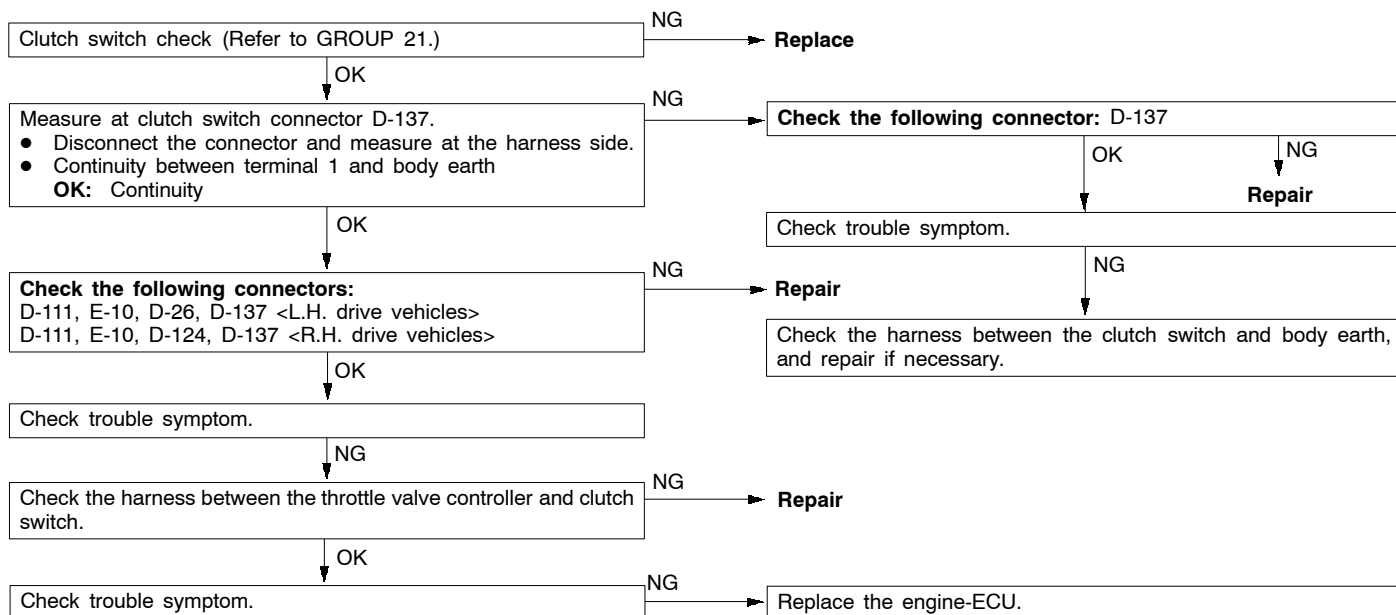 NG
Clutch switch check (Refer to GROUP 21.)
Replace
OK
Measure at clutch switch connector D-137.
● Disconnect the connector and measure at the harness side.
● Continuity between terminal 1 and body earth
OK: Continuity
NG
Check the following connector: D-137
OK
NG
Repair
Check trouble symptom.
NG
Check the harness between the clutch switch and body earth,
and repair if necessary.
OK
Check the following connectors:
D-111, E-10, D-26, D-137 <L.H. drive vehicles>
D-111, E-10, D-124, D-137 <R.H. drive vehicles>
NG
Repair
OK
Check trouble symptom.
NG
Check the harness between the throttle valve controller and clutch
switch.
NG
Repair
OK
Check trouble symptom.
NG
Replace the engine-ECU.